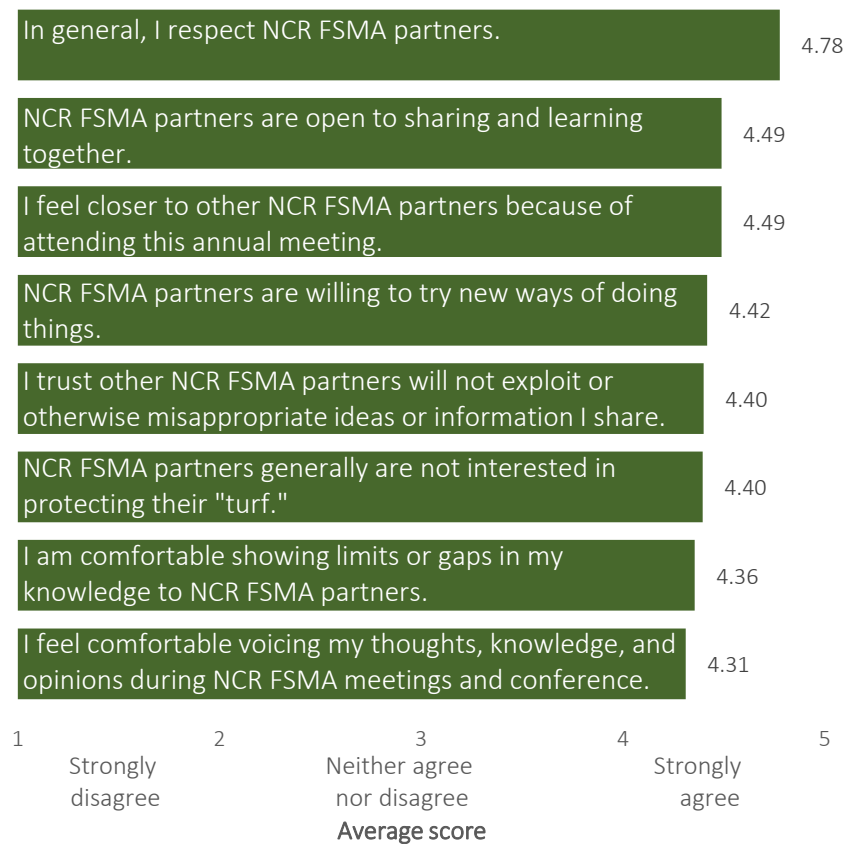 In general, I respect NCR FSMA partners.
4.78
NCR FSMA partners are open to sharing and learning
together.
4.49
I feel closer to other NCR FSMA partners because of
attending this annual meeting.
4.49
NCR FSMA partners are willing to try new ways of doing
things.
4.42
I trust other NCR FSMA partners will not exploit or
otherwise misappropriate ideas or information I share.
4.40
NCR FSMA partners generally are not interested in
protecting their "turf."
4.40
I am comfortable showing limits or gaps in my
knowledge to NCR FSMA partners.
4.36
I feel comfortable voicing my thoughts, knowledge, and
opinions during NCR FSMA meetings and conference.
4.31
1 2 3 4 5
Strongly Neither agree Strongly
disagree nor disagree agree
Average score